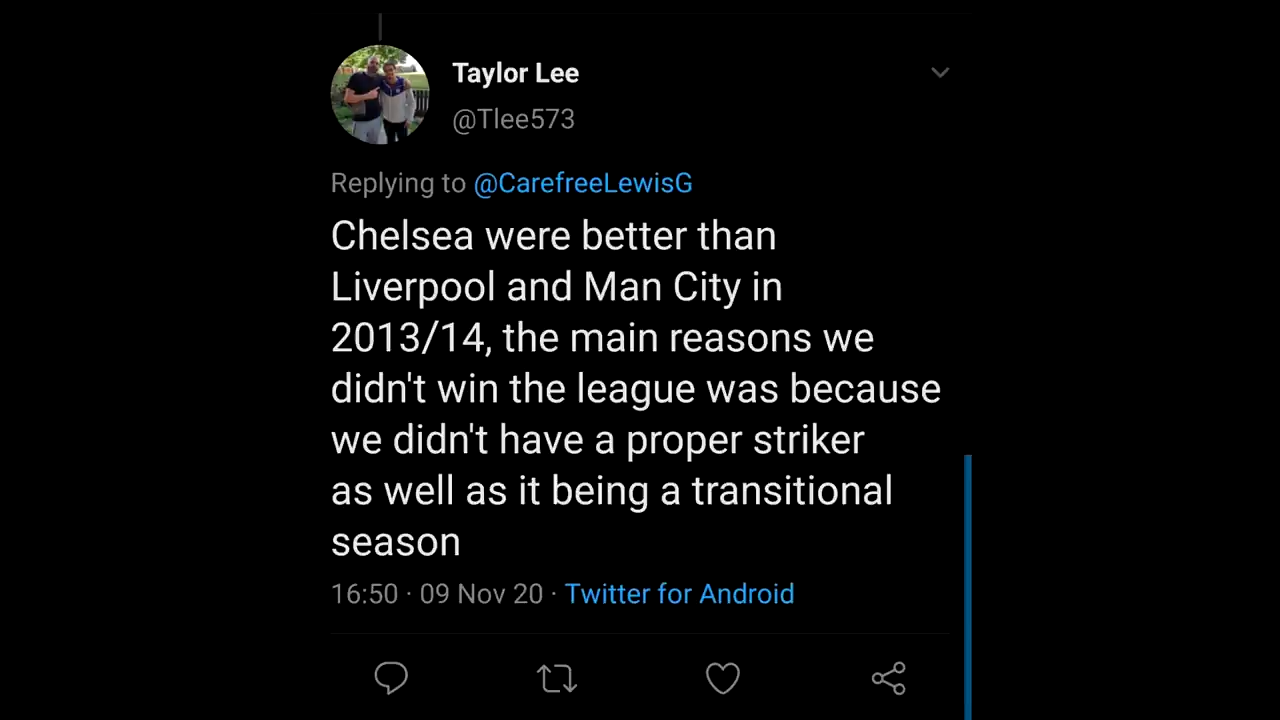 Taylor Lee
@Tlee573
Replying to @CarefreeLewisG
Chelsea were better than
Liverpool and Man City in
2013/14, the main reasons we
didn't win the league was because
we didn't have a proper striker
as well as it being a transitional
season
16:50 · 09 Nov 20 · Twitter for Android